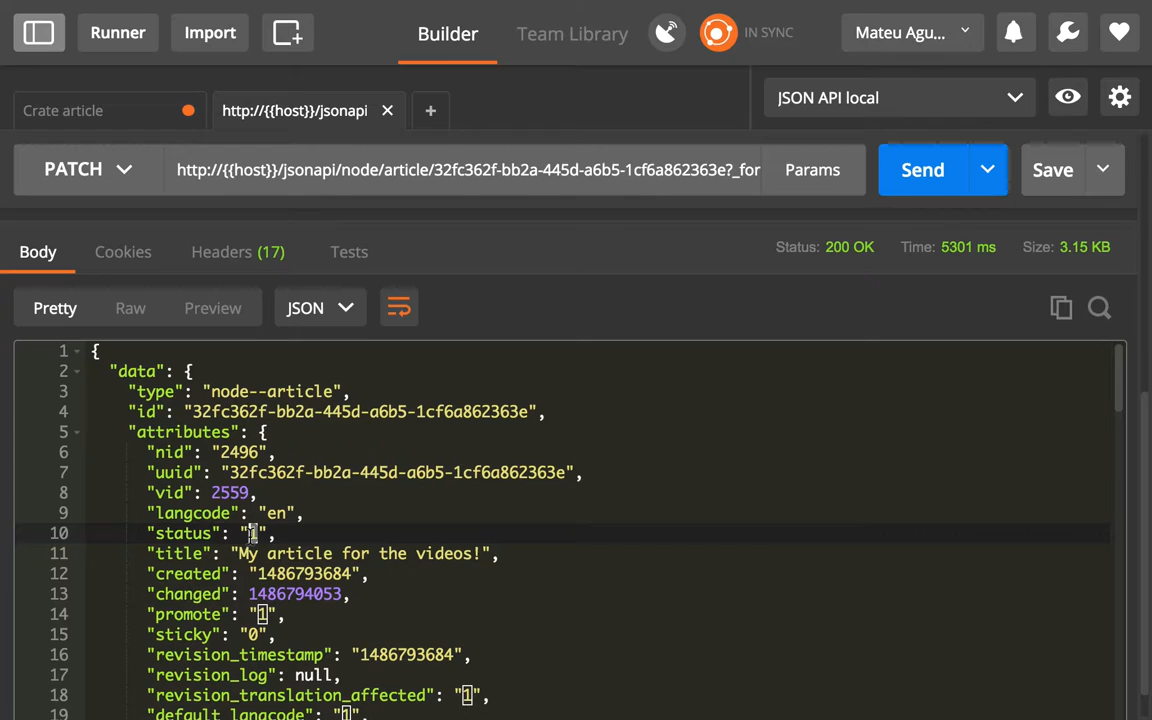 Runner
Import
Builder
Team Library
IN SYNC
Mateu Agu...
Crate article
http://{{host}}/jsonapi
JSON API local
PATCH
http://{{host}}/jsonapi/node/article/32fc362f-bb2a-445d-a6b5-1cf6a862363e?_for
Params
Send
Save
Body
Cookies
Headers (17)
Tests
Status: 200 OK
Time: 5301 ms
Size: 3.15 KB
Pretty
Raw
Preview
JSON
1 {
2 "data": {
3 "type": "node--article",
4 "id": "32fc362f-bb2a-445d-a6b5-1cf6a862363e",
5 "attributes": {
6 "nid": "2496",
7 "uuid": "32fc362f-bb2a-445d-a6b5-1cf6a862363e",
8 "vid": 2559,
9 "langcode": "en",
10 "status": "1",
11 "title": "My article for the videos!",
12 "created": "1486793684",
13 "changed": 1486794053,
14 "promote": "1",
15 "sticky": "0",
16 "revision_timestamp": "1486793684",
17 "revision_log": null,
18 "revision_translation_affected": "1",
19 "default_langcode": "1",